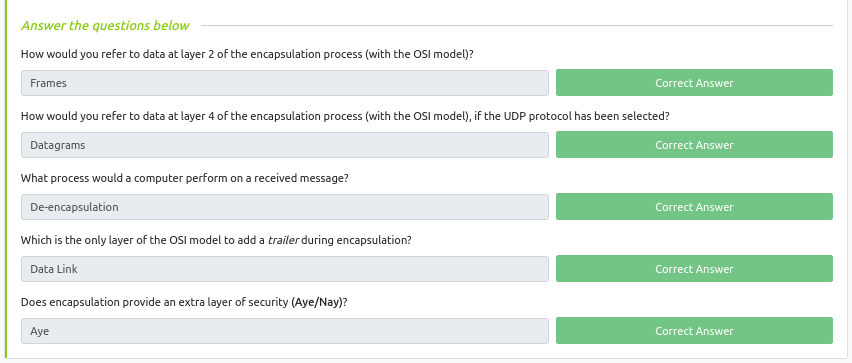 Answer the questions below
How would you refer to data at layer 2 of the encapsulation process (with the OSI model)?
Frames
Correct Answer
How would you refer to data at layer 4 of the encapsulation process (with the OSI model), if the UDP protocol has been selected?
Datagrams
Correct Answer
What process would a computer perform on a received message?
De-encapsulation
Correct Answer
Which is the only layer of the OSI model to add a trailer during encapsulation?
Data Link
Correct Answer
Does encapsulation provide an extra layer of security (Aye/Nay)?
Aye
Correct Answer